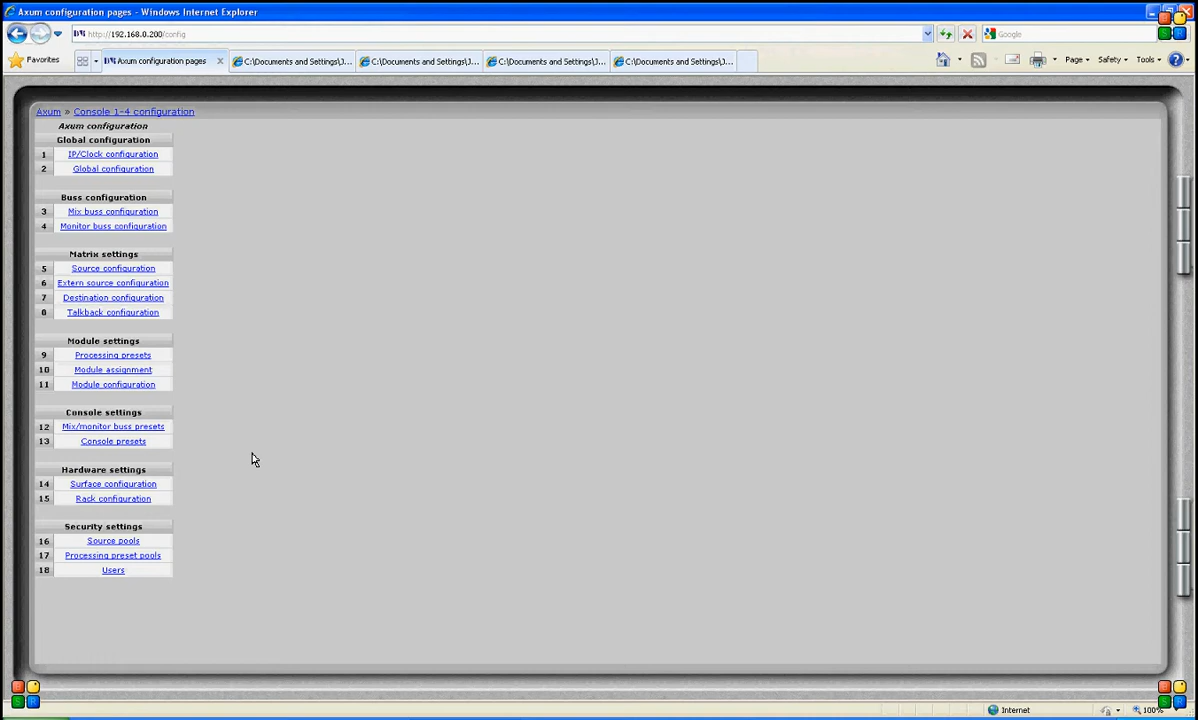 Axum configuration pages - Windows Internet Explorer
http://192.168.0.200/config
Google
Favorites
Axum configuration pages
C:\Documents and Settings\J...
C:\Documents and Settings\J...
C:\Documents and Settings\J...
C:\Documents and Settings\J...
Page
Safety
Tools
Axum » Console 1-4 configuration
Axum configuration
Global configuration
1 IP/Clock configuration
2 Global configuration
Buss configuration
3 Mix buss configuration
4 Monitor buss configuration
Matrix settings
5 Source configuration
6 Extern source configuration
7 Destination configuration
8 Talkback configuration
Module settings
9 Processing presets
10 Module assignment
11 Module configuration
Console settings
12 Mix/monitor buss presets
13 Console presets
Hardware settings
14 Surface configuration
15 Rack configuration
Security settings
16 Source pools
17 Processing preset pools
18 Users
Internet
100%